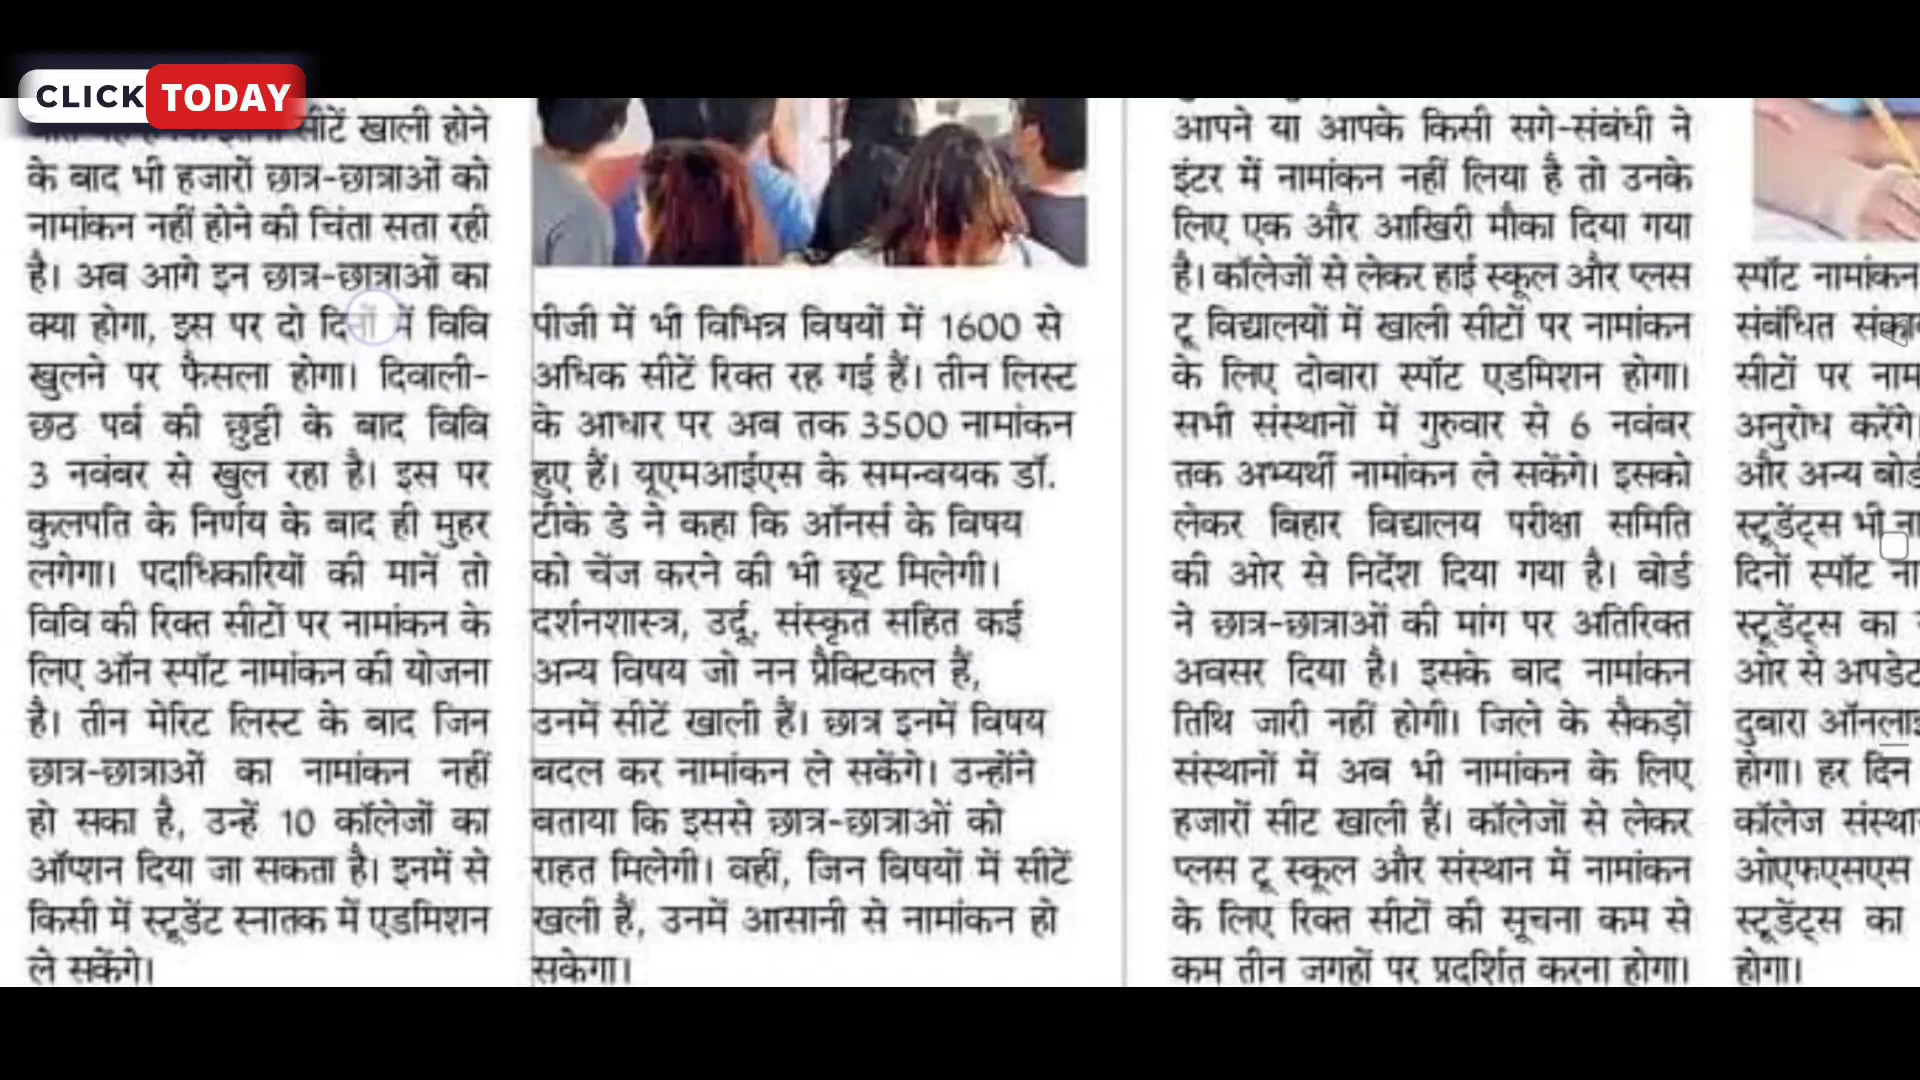 CLICK TODAY
सीटें खाली होने
के बाद भी हजारों छात्र-छात्राओं को
नामांकन नहीं होने की चिंता सता रही
है। अब आगे इन छात्र-छात्राओं का
क्या होगा, इस पर दो दिनों में विवि
खुलने पर फैसला होगा। दिवाली-
छठ पर्व की छुट्टी के बाद विवि
3 नवंबर से खुल रहा है। इस पर
कुलपति के निर्णय के बाद ही मुहर
लगेगा। पदाधिकारियों की मानें तो
विवि की रिक्त सीटों पर नामांकन के
लिए ऑन स्पॉट नामांकन की योजना
है। तीन मेरिट लिस्ट के बाद जिन
छात्र-छात्राओं का नामांकन नहीं
हो सका है, उन्हें 10 कॉलेजों का
ऑप्शन दिया जा सकता है। इनमें से
किसी में स्टूडेंट स्नातक में एडमिशन
ले सकेंगे।
पीजी में भी विभिन्न विषयों में 1600 से
अधिक सीटें रिक्त रह गई हैं। तीन लिस्ट
के आधार पर अब तक 3500 नामांकन
हुए हैं। यूएमआईएस के समन्वयक डॉ.
टीके डे ने कहा कि ऑनर्स के विषय
को चेंज करने की भी छूट मिलेगी।
दर्शनशास्त्र, उर्दू, संस्कृत सहित कई
अन्य विषय जो नन प्रैक्टिकल हैं,
उनमें सीटें खाली हैं। छात्र इनमें विषय
बदल कर नामांकन ले सकेंगे। उन्होंने
बताया कि इससे छात्र-छात्राओं को
राहत मिलेगी। वहीं, जिन विषयों में सीटें
खली हैं, उनमें आसानी से नामांकन हो
सकेगा।
आपने या आपके किसी सगे-संबंधी ने
इंटर में नामांकन नहीं लिया है तो उनके
लिए एक और आखिरी मौका दिया गया
है। कॉलेजों से लेकर हाई स्कूल और प्लस
टू विद्यालयों में खाली सीटों पर नामांकन
के लिए दोबारा स्पॉट एडमिशन होगा।
सभी संस्थानों में गुरुवार से 6 नवंबर
तक अभ्यर्थी नामांकन ले सकेंगे। इसको
लेकर बिहार विद्यालय परीक्षा समिति
की ओर से निर्देश दिया गया है। बोर्ड
ने छात्र-छात्राओं की मांग पर अतिरिक्त
अवसर दिया है। इसके बाद नामांकन
तिथि जारी नहीं होगी। जिले के सैकड़ों
संस्थानों में अब भी नामांकन के लिए
हजारों सीट खाली हैं। कॉलेजों से लेकर
प्लस टू स्कूल और संस्थान में नामांकन
के लिए रिक्त सीटों की सूचना कम से
कम तीन जगहों पर प्रदर्शित करना होगा।
स्पॉट नामांकन
संबंधित
सीटों पर नाम
अनुरोध करेंगे।
और अन्य बोर्ड
स्टूडेंट्स भी
दिनों स्पॉट ना
स्टूडेंट्स का
ओर से अपडेट
दुबारा ऑनलाइ
होगा। हर दिन
कॉलेज संस्था
ओएफएसएस
स्टूडेंट्स का
होगा।